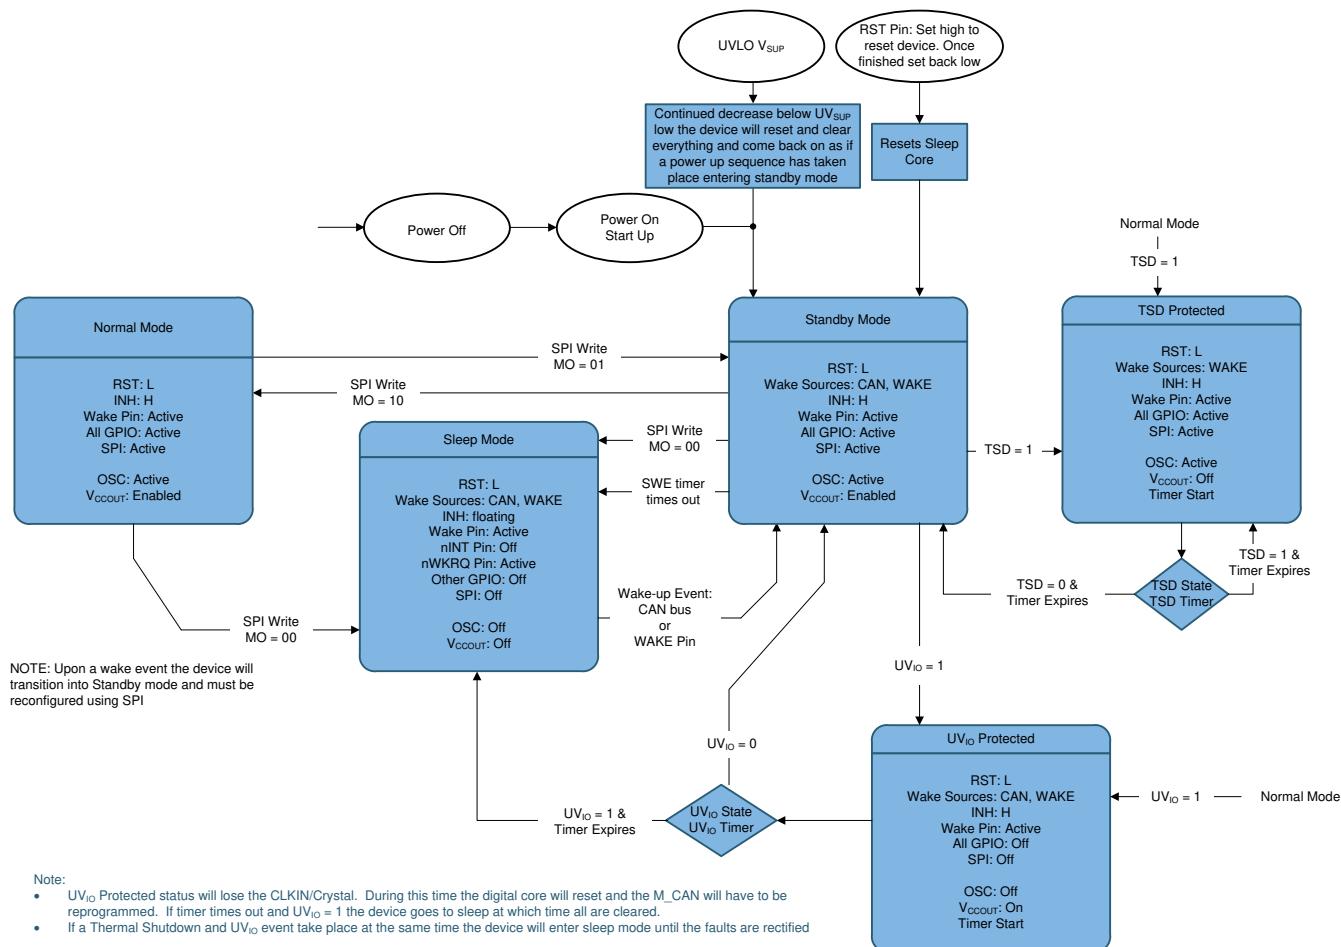 UVLO VSUP
RST Pin: Set high to
reset device. Once
finished set back low
Continued decrease below UVSUP
low the device will reset and clear
everything and come back on as if
a power up sequence has taken
place entering standby mode
Resets Sleep
Core
Power Off
Power On
Start Up
Normal Mode
TSD = 1
Normal Mode
RST: L
INH: H
Wake Pin: Active
All GPIO: Active
SPI: Active
OSC: Active
VCCOUT: Enabled
SPI Write
MO = 01
SPI Write
MO = 10
SPI Write
MO = 00
SWE timer
times out
Standby Mode
RST: L
Wake Sources: CAN, WAKE
INH: H
Wake Pin: Active
All GPIO: Active
SPI: Active
OSC: Active
VCCOUT: Enabled
TSD = 1
TSD Protected
RST: L
Wake Sources: WAKE
INH: H
Wake Pin: Active
All GPIO: Active
SPI: Active
OSC: Active
VCCOUT: Off
Timer Start
Sleep Mode
RST: L
Wake Sources: CAN, WAKE
INH: floating
Wake Pin: Active
nINT Pin: Off
nWKRQ Pin: Active
Other GPIO: Off
SPI: Off
OSC: Off
VCCOUT: Off
Wake-up Event:
CAN bus
or
WAKE Pin
TSD = 0 &
Timer Expires
TSD State
TSD Timer
TSD = 1 &
Timer Expires
SPI Write
MO = 00
NOTE: Upon a wake event the device will
transition into Standby mode and must be
reconfigured using SPI
UVIO = 1
UVIO = 0
UVIO Protected
RST: L
Wake Sources: CAN, WAKE
INH: H
Wake Pin: Active
All GPIO: Off
SPI: Off
OSC: Off
VCCOUT: On
Timer Start
UVIO = 1
Normal Mode
UVIO State
UVIO Timer
UVIO = 1 &
Timer Expires
Note:
• UVIO Protected status will lose the CLKIN/Crystal. During this time the digital core will reset and the M_CAN will have to be
reprogrammed. If timer times out and UVIO = 1 the device goes to sleep at which time all are cleared.
• If a Thermal Shutdown and UVIO event take place at the same time the device will enter sleep mode until the faults are rectified